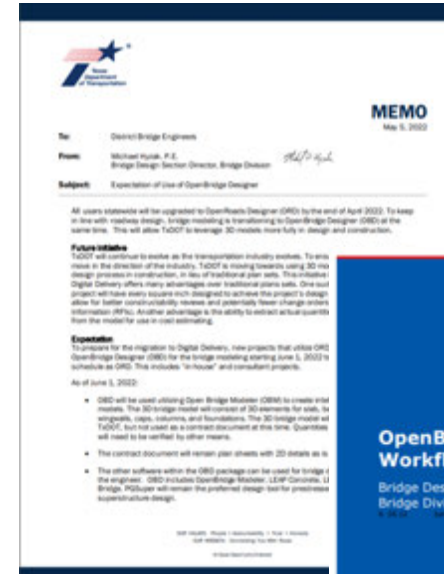 Texas
Department
of Transportation
MEMO
May 5, 2022
To: District Bridge Engineers
From: Michael Hyzak, P.E.
Bridge Design Section Director, Bridge Division
Subject: Expectation of Use of OpenBridge Designer
All users statewide will be upgraded to OpenRoads Designer (ORD) by the end of April 2022. To keep
in line with roadway design, bridge modeling is transitioning to OpenBridge Designer (OBD) at the
same time. This will allow TxDOT to leverage 3D models more fully in design and construction.
Future Initiative
TxDOT will continue to evolve as the transportation industry evolves. To ens
move in the direction of the industry, TxDOT is moving towards using 3D mo
design process in construction, in lieu of traditional plan sets. This initiative
Digital Delivery offers many advantages over traditional plans sets. One suc
project will have every square inch designed to achieve the project's design
allow for better constructability reviews and potentially fewer change orders
information (RFIs). Another advantage is the ability to extract actual quantiti
from the model for use in cost estimating.
Expectation
To prepare for the migration to Digital Delivery, new projects that utilize ORD
OpenBridge Designer (OBD) for the bridge modeling starting June 1, 2022
schedule as ORD. This includes "in-house" and consultant projects.
As of June 1, 2022:
• OBD will be used utilizing Open Bridge Modeler (OBM) to create
models. The 3D bridge model will consist of 3D elements for slab,
wingwalls, caps, columns, and foundations. The 3D bridge model
TxDOT, but not used as a contract document at this time. Quantities
will need to be verified by other means.
• The contract document will remain plan sheets with 2D details as is
• The other software within the OBD package can be used for bridge
the engineer. OBD includes OpenBridge Modeler, LEAP Concrete,
Bridge. PGSuper will remain the preferred design tool for prestresse
superstructure design.
OpenB
Workf
Bridge Des
Bridge Div